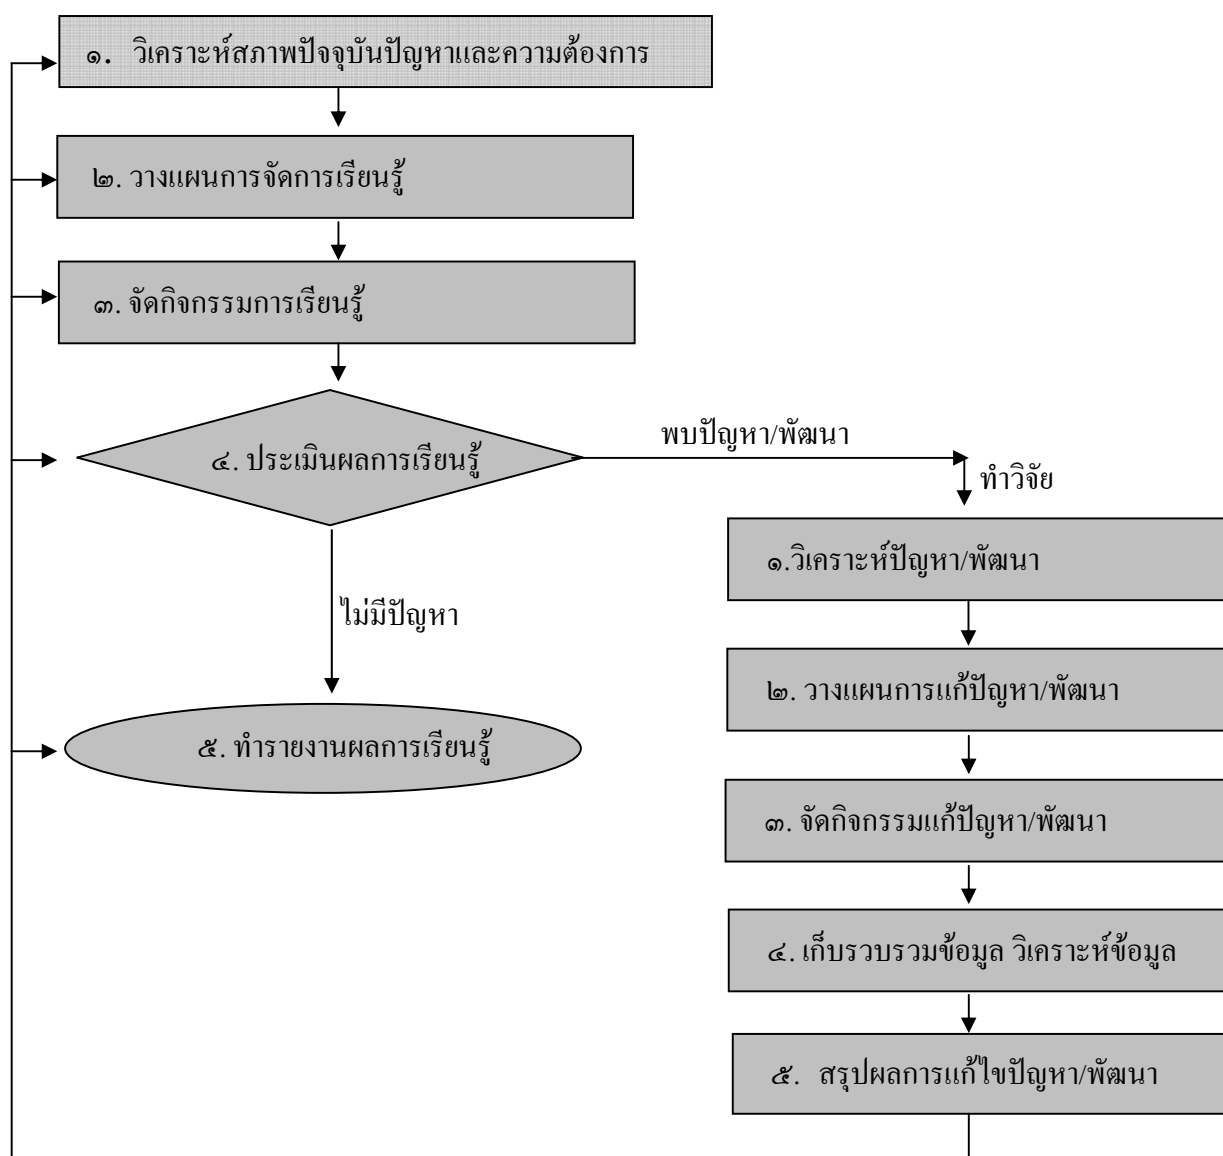 ๑. วิเคราะห์สภาพปัจจุบันปัญหาและความต้องการ
๒. วางแผนการจัดการเรียนรู้
๓. จัดกิจกรรมการเรียนรู้
๔. ประเมินผลการเรียนรู้
พบปัญหา/พัฒนา
ทำวิจัย
ไม่มีปัญหา
๕. ทำรายงานผลการเรียนรู้
๑.วิเคราะห์ปัญหา/พัฒนา
๒. วางแผนการแก้ปัญหา/พัฒนา
๓. จัดกิจกรรมแก้ปัญหา/พัฒนา
๔. เก็บรวบรวมข้อมูล วิเคราะห์ข้อมูล
๕. สรุปผลการแก้ไขปัญหา/พัฒนา